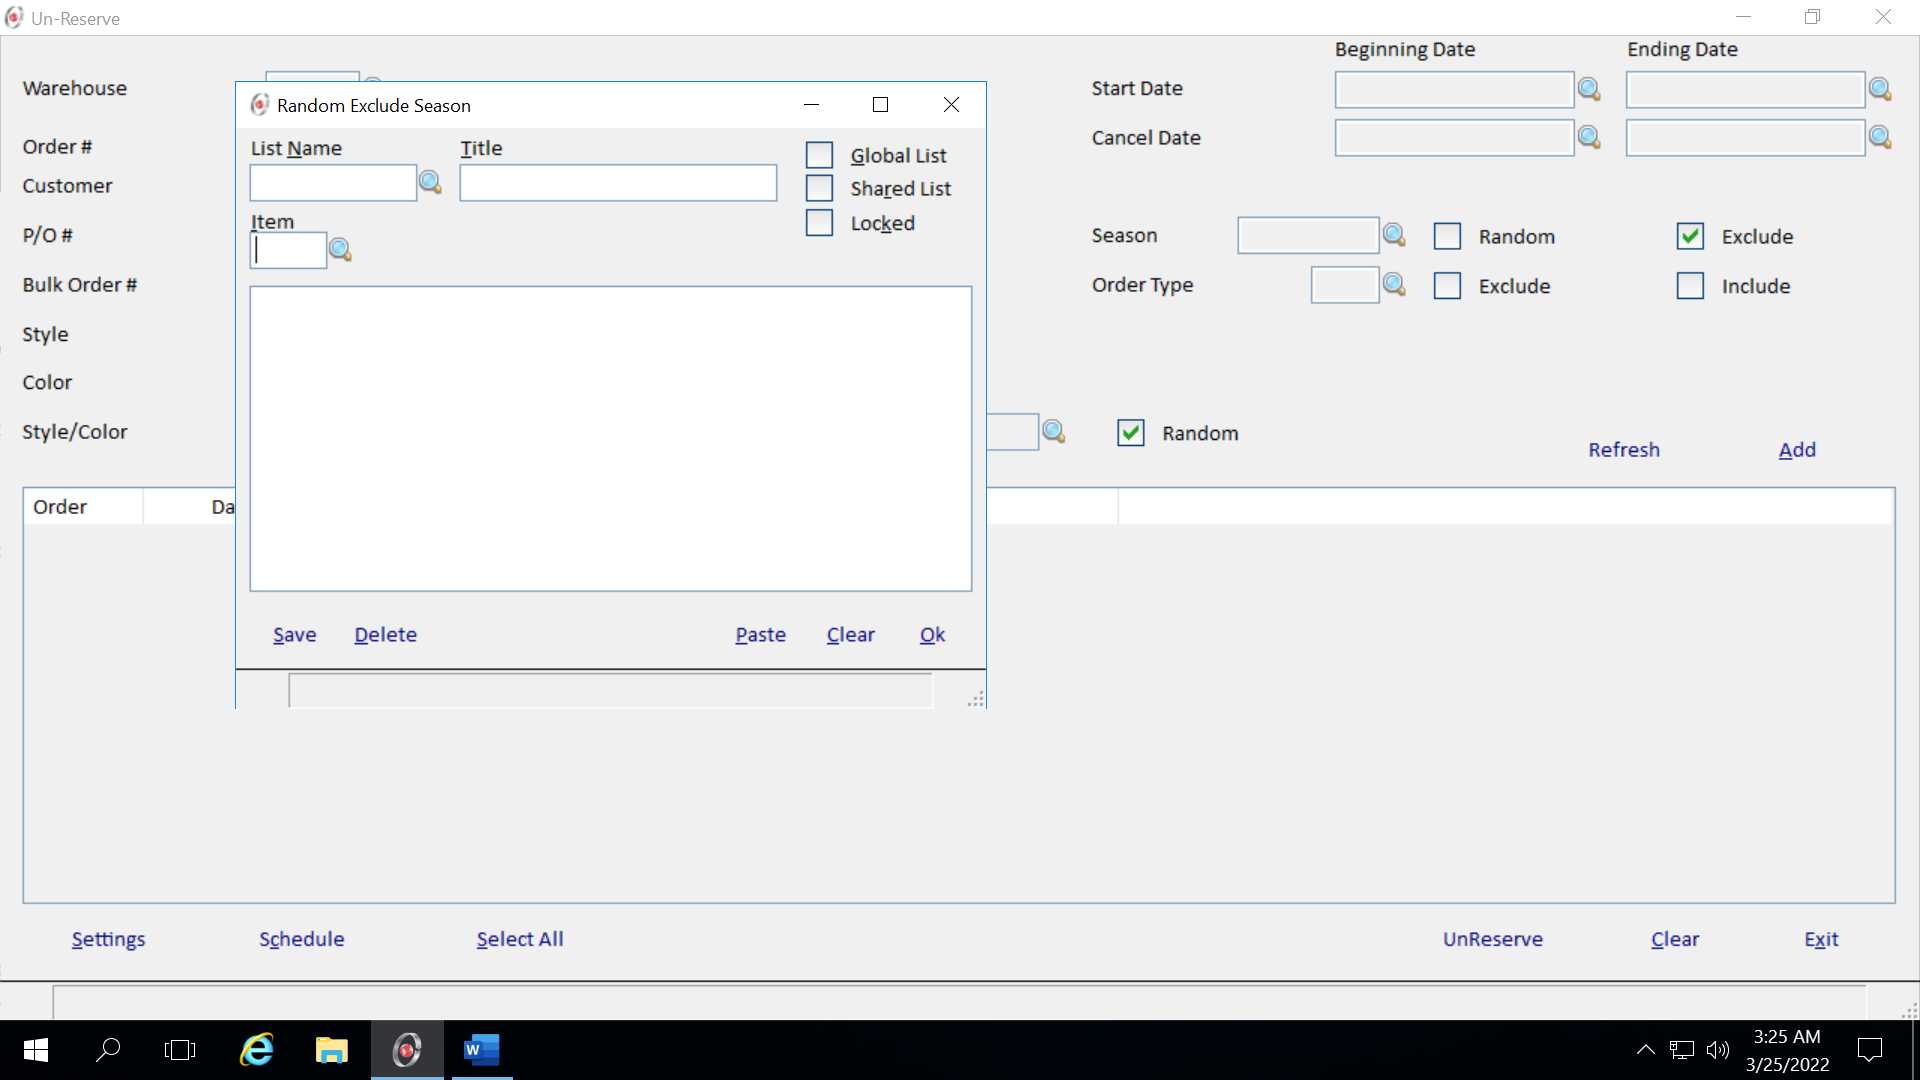 Un-Reserve
Beginning Date Ending Date
Warehouse
Start Date
Random Exclude Season
Order #
Cancel Date
List Name Title
Global List
Customer
Shared List
Item
Locked
P/O #
Season Random Exclude
Bulk Order #
Order Type Exclude Include
Style
Color
Style/Color
Random
Refresh Add
Order Da
Save Delete Paste Clear Ok
Settings Schedule Select All UnReserve Clear Exit
3:25 AM
3/25/2022